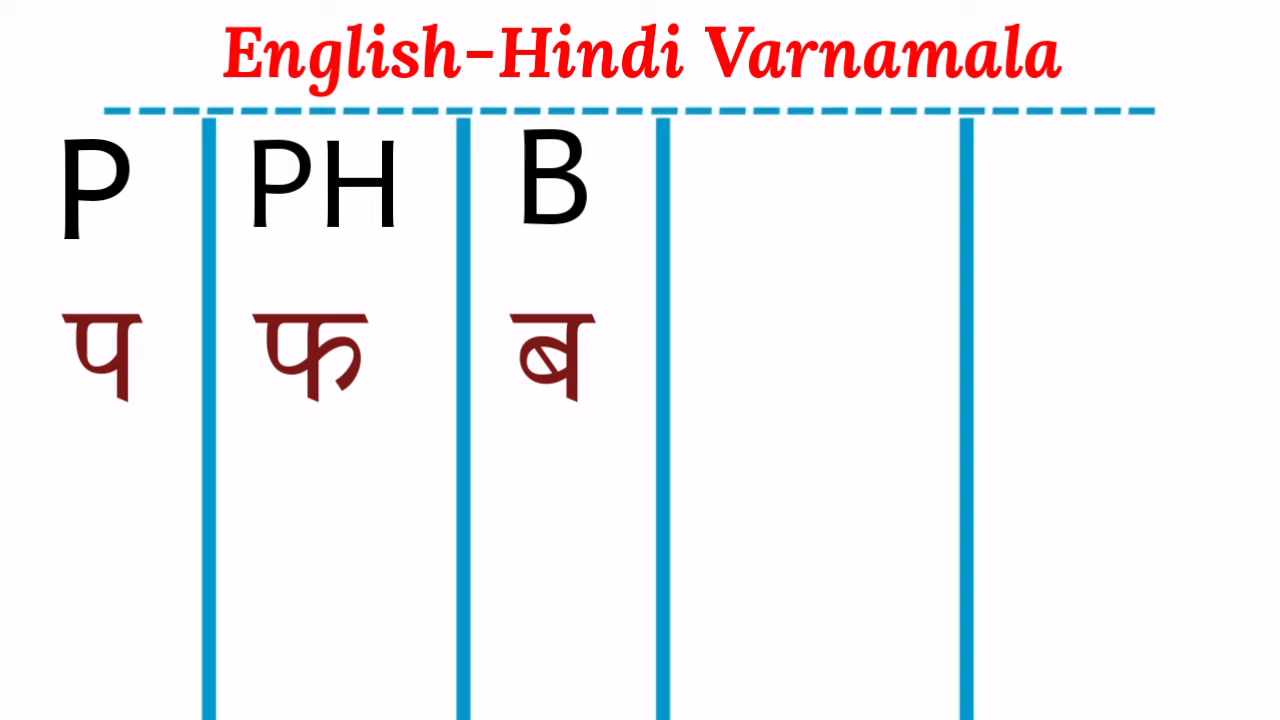 English-Hindi Varnamala
P PH B
प फ ब